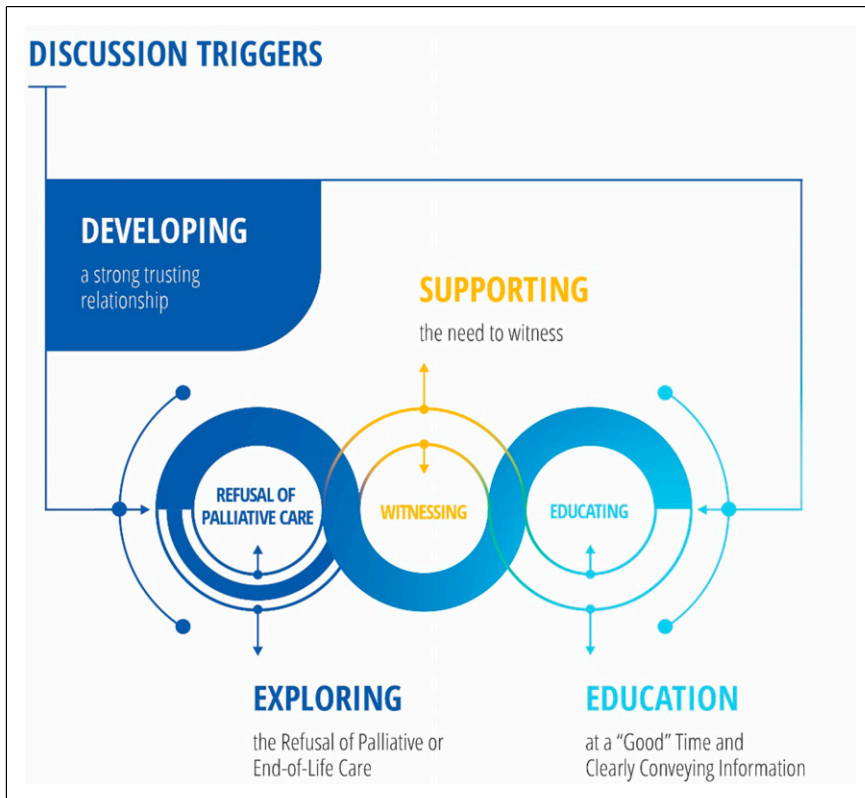 DISCUSSION TRIGGERS
DEVELOPING
a strong trusting
relationship
SUPPORTING
the need to witness
REFUSAL OF
PALLIATIVE CARE
WITNESSING
EDUCATING
EXPLORING
the Refusal of Palliative or
End-of-Life Care
EDUCATION
at a “Good” Time and
Clearly Conveying Information